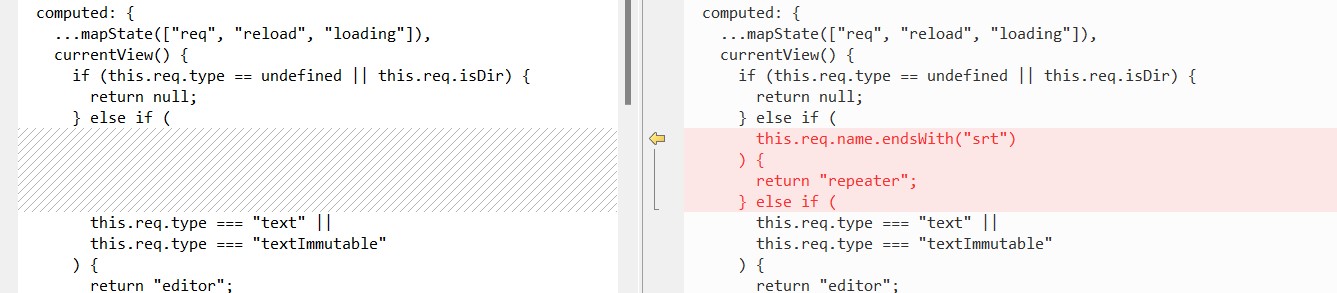 computed: {
...mapState(["req", "reload", "loading"]),
currentView() {
if (this.req.type == undefined || this.req.isDir) {
return null;
} else if (
this.req.type === "text" ||
this.req.type === "textImmutable"
) {
return "editor";
computed: {
...mapState(["req", "reload", "loading"]),
currentView() {
if (this.req.type == undefined || this.req.isDir) {
return null;
} else if (
this.req.name.endsWith("srt")
) {
return "repeater";
} else if (
this.req.type === "text" ||
this.req.type === "textImmutable"
) {
return "editor";